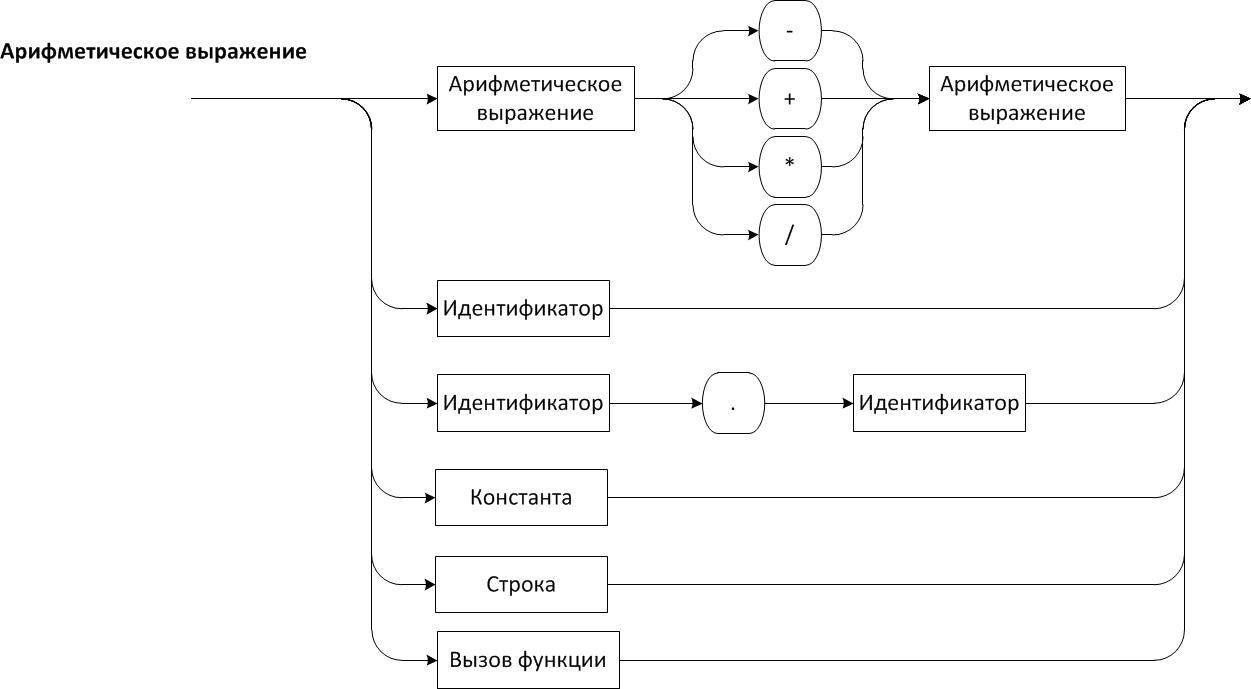 Арифметическое выражение
-
Арифметическое
выражение
+
Арифметическое
выражение
*
/
Идентификатор
Идентификатор
.
Идентификатор
Константа
Строка
Вызов функции